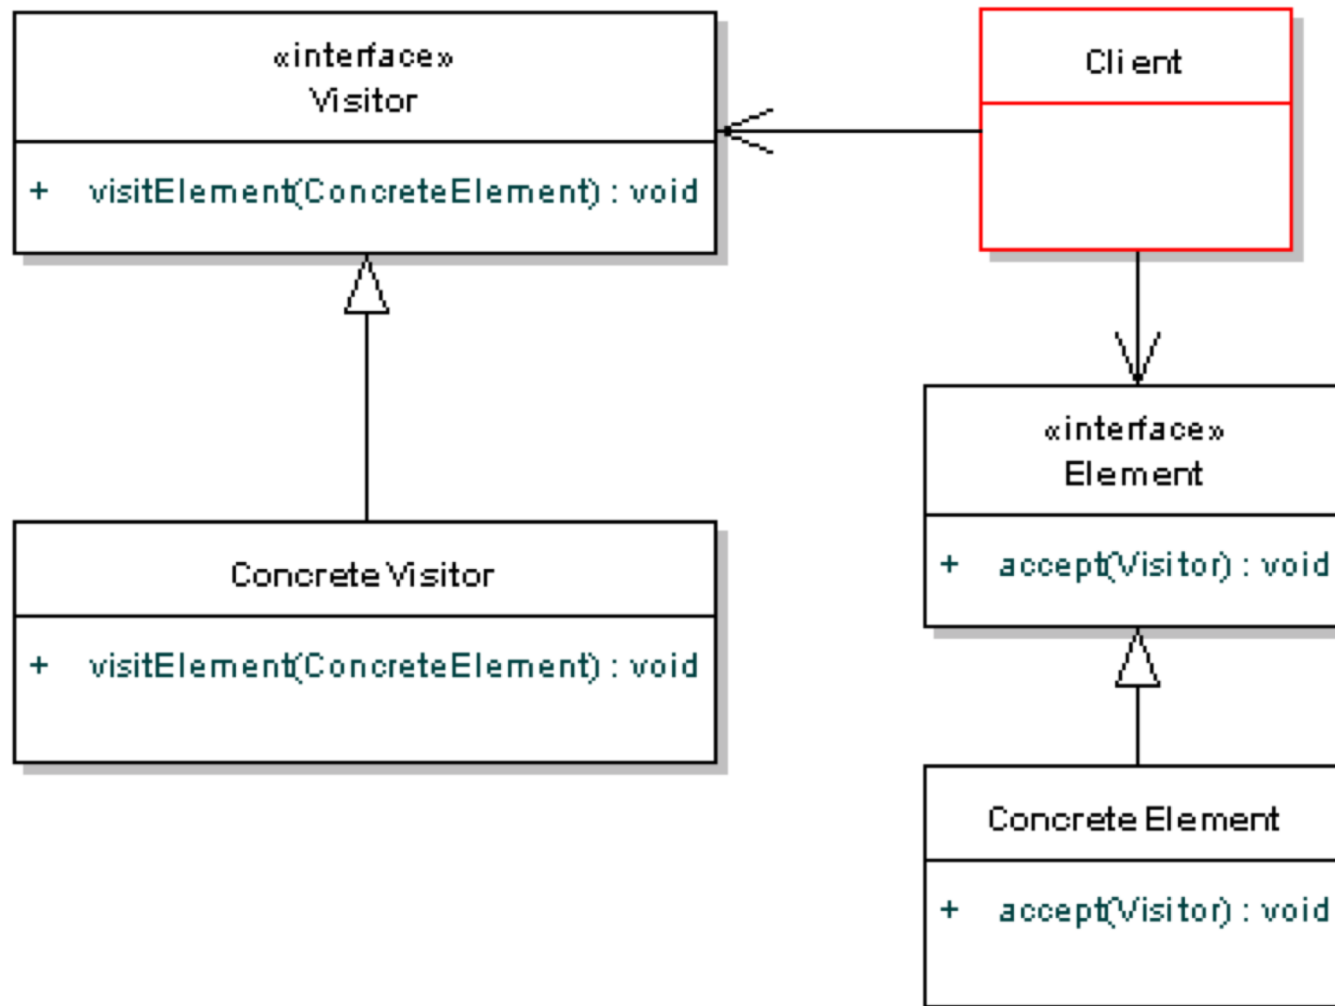 «interface»
Visitor
+ visitElement(ConcreteElement) : void
Client
«interface»
Element
+ accept(Visitor) : void
Concrete Visitor
+ visitElement(ConcreteElement) : void
Concrete Element
+ accept(Visitor) : void